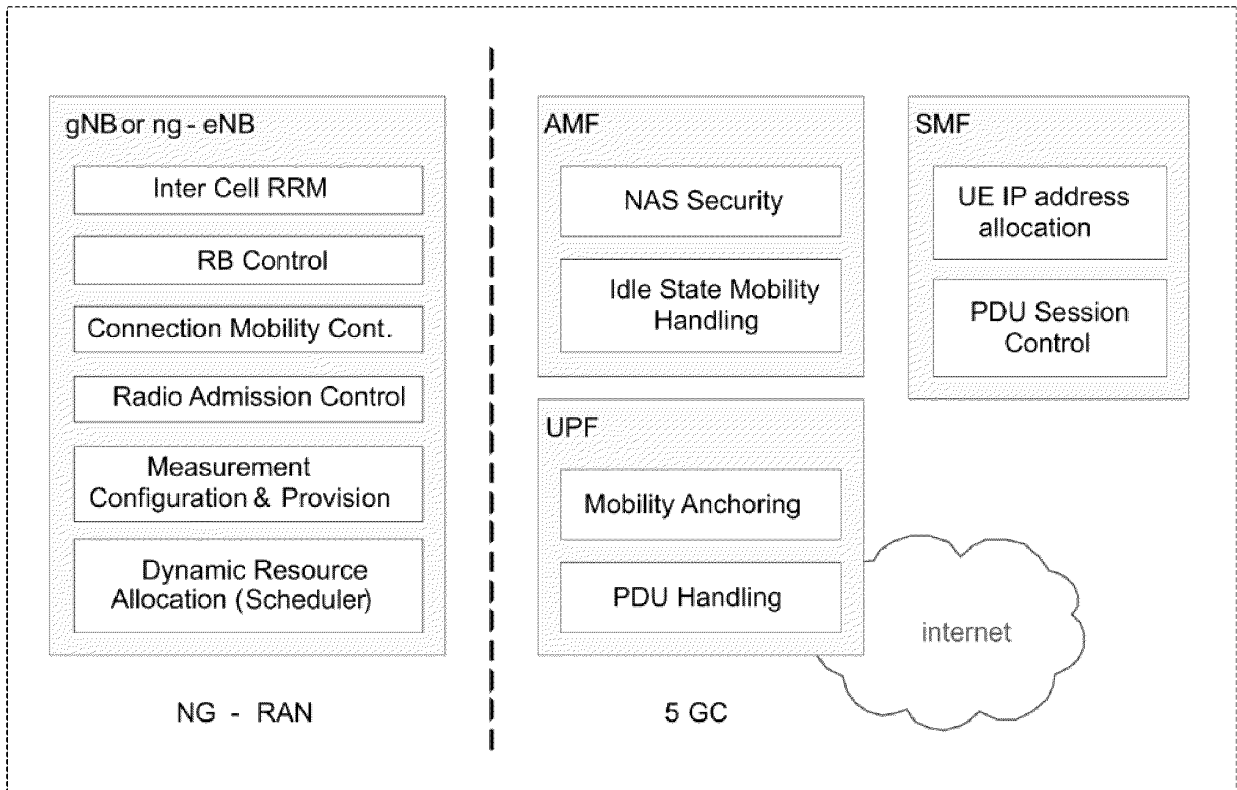 gNB or ng - eNB
Inter Cell RRM
RB Control
Connection Mobility Cont.
Radio Admission Control
Measurement
Configuration & Provision
Dynamic Resource
Allocation (Scheduler)
NG - RAN
AMF
NAS Security
Idle State Mobility
Handling
SMF
UE IP address
allocation
PDU Session
Control
UPF
Mobility Anchoring
PDU Handling
internet
5 GC